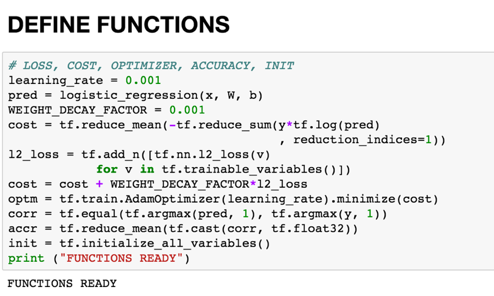 DEFINE FUNCTIONS
# LOSS, COST, OPTIMIZER, ACCURACY, INIT
learning_rate = 0.001
pred = logistic_regression(x, W, b)
WEIGHT_DECAY_FACTOR = 0.001
cost = tf.reduce_mean(-tf.reduce_sum(y*tf.log(pred)
, reduction_indices=1))
l2_loss = tf.add_n([tf.nn.l2_loss(v)
for v in tf.trainable_variables()])
cost = cost + WEIGHT_DECAY_FACTOR*l2_loss
optm = tf.train.AdamOptimizer(learning_rate).minimize(cost)
corr = tf.equal(tf.argmax(pred, 1), tf.argmax(y, 1))
accr = tf.reduce_mean(tf.cast(corr, tf.float32))
init = tf.initialize_all_variables()
print ("FUNCTIONS READY")
FUNCTIONS READY